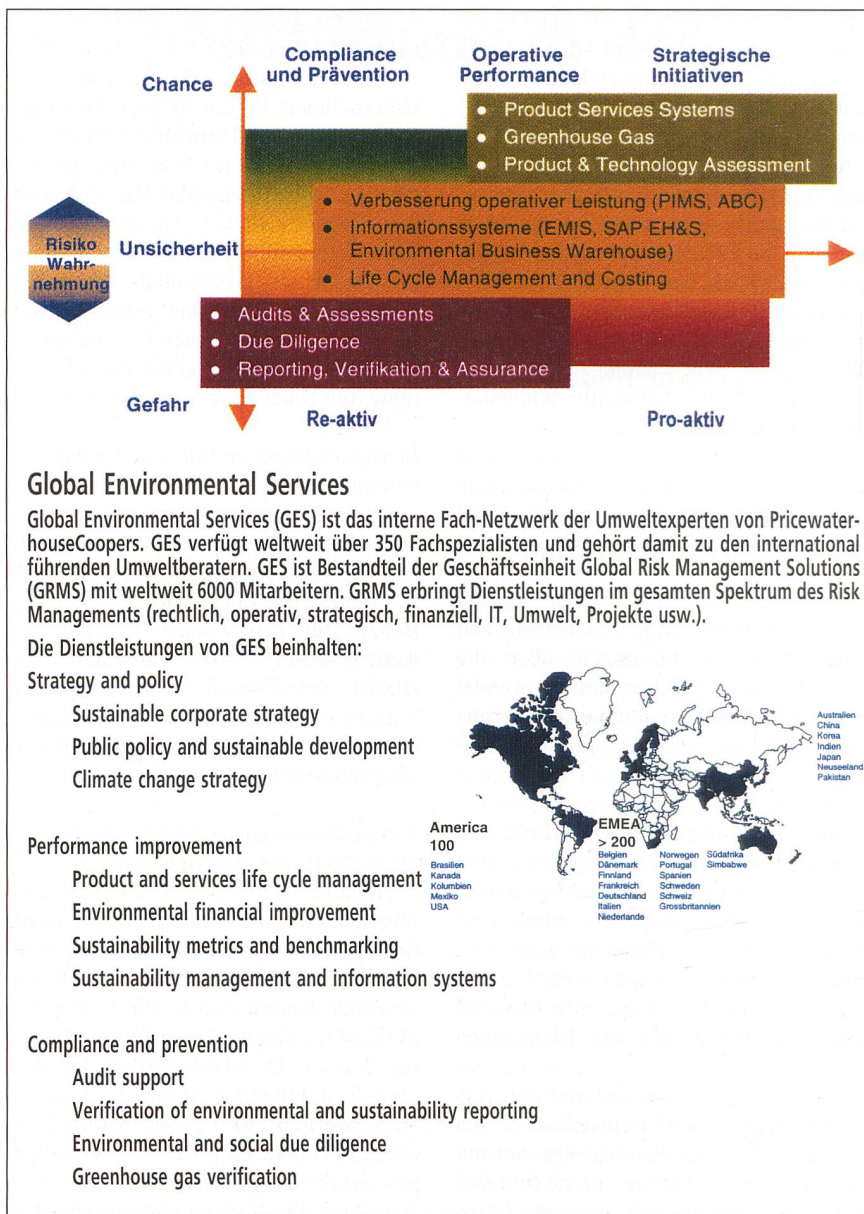 Compliance und Prävention
Operative Performance
Strategische Initiativen
Chance
• Product Services Systems
• Greenhouse Gas
• Product & Technology Assessment
Risiko Wahr-
nehmung
Unsicherheit
• Verbesserung operativer Leistung (PIMS, ABC)
• Informationssysteme (EMIS, SAP EH&S,
Environmental Business Warehouse)
• Life Cycle Management and Costing
• Audits & Assessments
• Due Diligence
• Reporting, Verifikation & Assurance
Gefahr
Re-aktiv
Pro-aktiv
Global Environmental Services
Global Environmental Services (GES) ist das interne Fach-Netzwerk der Umweltexperten von Pricewater-
houseCoopers. GES verfügt weltweit über 350 Fachspezialisten und gehört damit zu den international
führenden Umweltberatern. GES ist Bestandteil der Geschäftseinheit Global Risk Management Solutions
(GRMS) mit weltweit 6000 Mitarbeitern. GRMS erbringt Dienstleistungen im gesamten Spektrum des Risk
Managements (rechtlich, operativ, strategisch, finanziell, IT, Umwelt, Projekte usw.).
Die Dienstleistungen von GES beinhalten:
Strategy and policy
Sustainable corporate strategy
Public policy and sustainable development
Climate change strategy
Performance improvement
Product and services life cycle management
Environmental financial improvement
Sustainability metrics and benchmarking
Sustainability management and information systems
Compliance and prevention
Audit support
Verification of environmental and sustainability reporting
Environmental and social due diligence
Greenhouse gas verification
America
100
Brasilien
Kanada
Kolumbien
Mexiko
USA
EMEA
> 200
Belgien
Dänemark
Finnland
Frankreich
Deutschland
Italien
Niederlande
Norwegen
Portugal
Spanien
Schweden
Schweiz
Grossbritannien
Südafrika
Simbabwe
Australien
China
Korea
Indien
Japan
Neuseeland
Pakistan